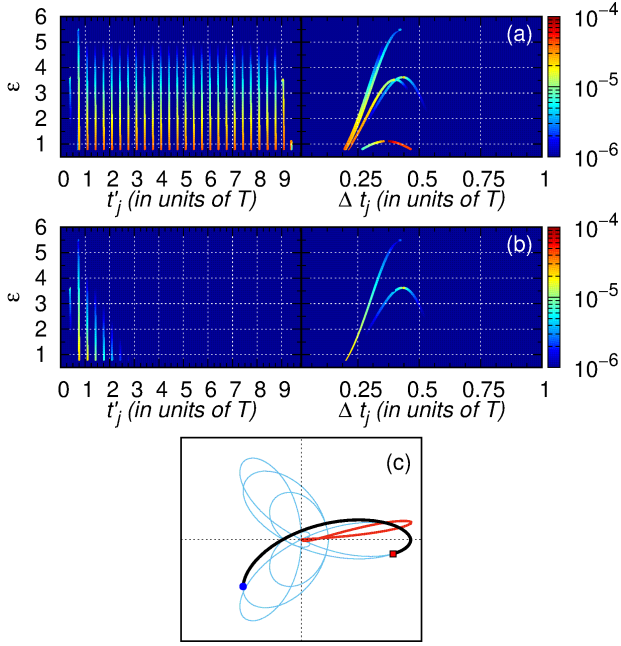 6
5
4
3
2
1
ε
(a)
10⁻⁴
10⁻⁵
10⁻⁶
0 1 2 3 4 5 6 7 8 9
0.25 0.5 0.75 1
t'j (in units of T)
Δ tj (in units of T)
6
5
4
3
2
1
ε
(b)
10⁻⁴
10⁻⁵
10⁻⁶
0 1 2 3 4 5 6 7 8 9
0.25 0.5 0.75 1
t'j (in units of T)
Δ tj (in units of T)
(c)